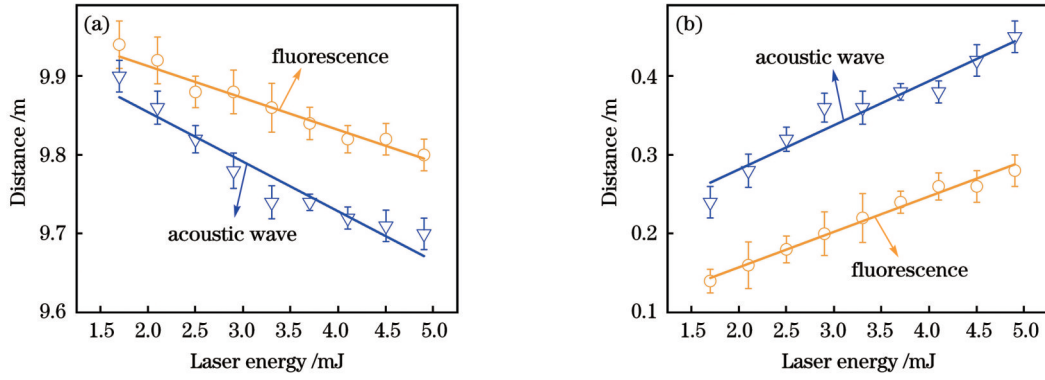 (a)
fluorescence
acoustic wave
Distance /m
9.9
9.8
9.7
9.6
1.5 2.0 2.5 3.0 3.5 4.0 4.5 5.0
Laser energy /mJ
(b)
acoustic wave
fluorescence
Distance /m
0.4
0.3
0.2
0.1
1.5 2.0 2.5 3.0 3.5 4.0 4.5 5.0
Laser energy /mJ